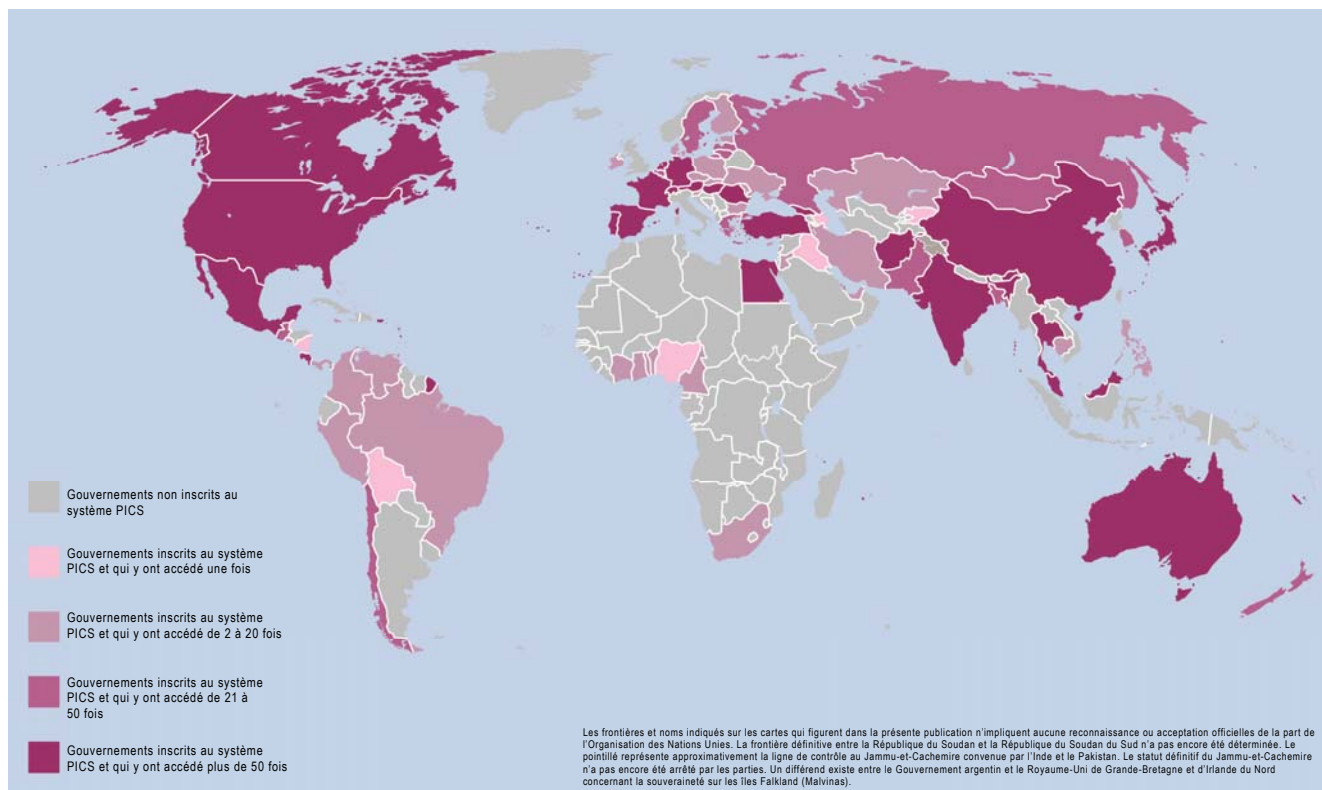 Gouvernements non inscrits au
système PICS
Gouvernements inscrits au système
PICS et qui y ont accédé une fois
Gouvernements inscrits au système
PICS et qui y ont accédé de 2 à 20 fois
Gouvernements inscrits au système
PICS et qui y ont accédé de 21 à
50 fois
Gouvernements inscrits au système
PICS et qui y ont accédé plus de 50 fois
Les frontières et noms indiqués sur les cartes qui figurent dans la présente publication n'impliquent aucune reconnaissance ou acceptation officielles de la part de
l'Organisation des Nations Unies. La frontière définitive entre la République du Soudan et la République du Soudan du Sud n'a pas encore été déterminée. Le
pointillé représente approximativement la ligne de contrôle au Jammu-et-Cachemire convenue par l'Inde et le Pakistan. Le statut définitif du Jammu-et-Cachemire
n'a pas encore été arrêté par les parties. Un différend existe entre le Gouvernement argentin et le Royaume-Uni de Grande-Bretagne et d'Irlande du Nord
concernant la souveraineté sur les îles Falkland (Malvinas).